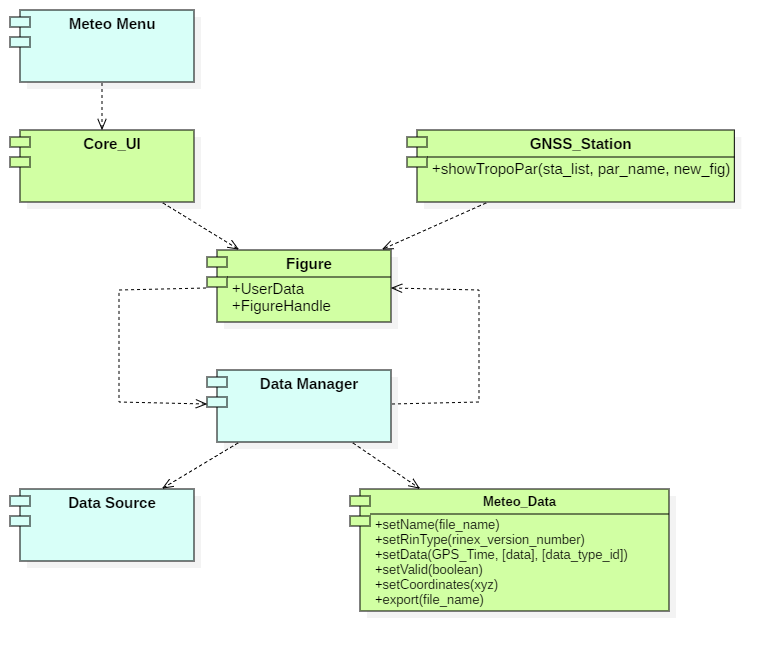 Meteo Menu
Core_UI
GNSS_Station
+showTropoPar(sta_list, par_name, new_fig)
Figure
+UserData
+FigureHandle
Data Manager
Data Source
Meteo_Data
+setName(file_name)
+setRinType(rinex_version_number)
+setData(GPS_Time, [data], [data_type_id])
+setValid(boolean)
+setCoordinates(xyz)
+export(file_name)